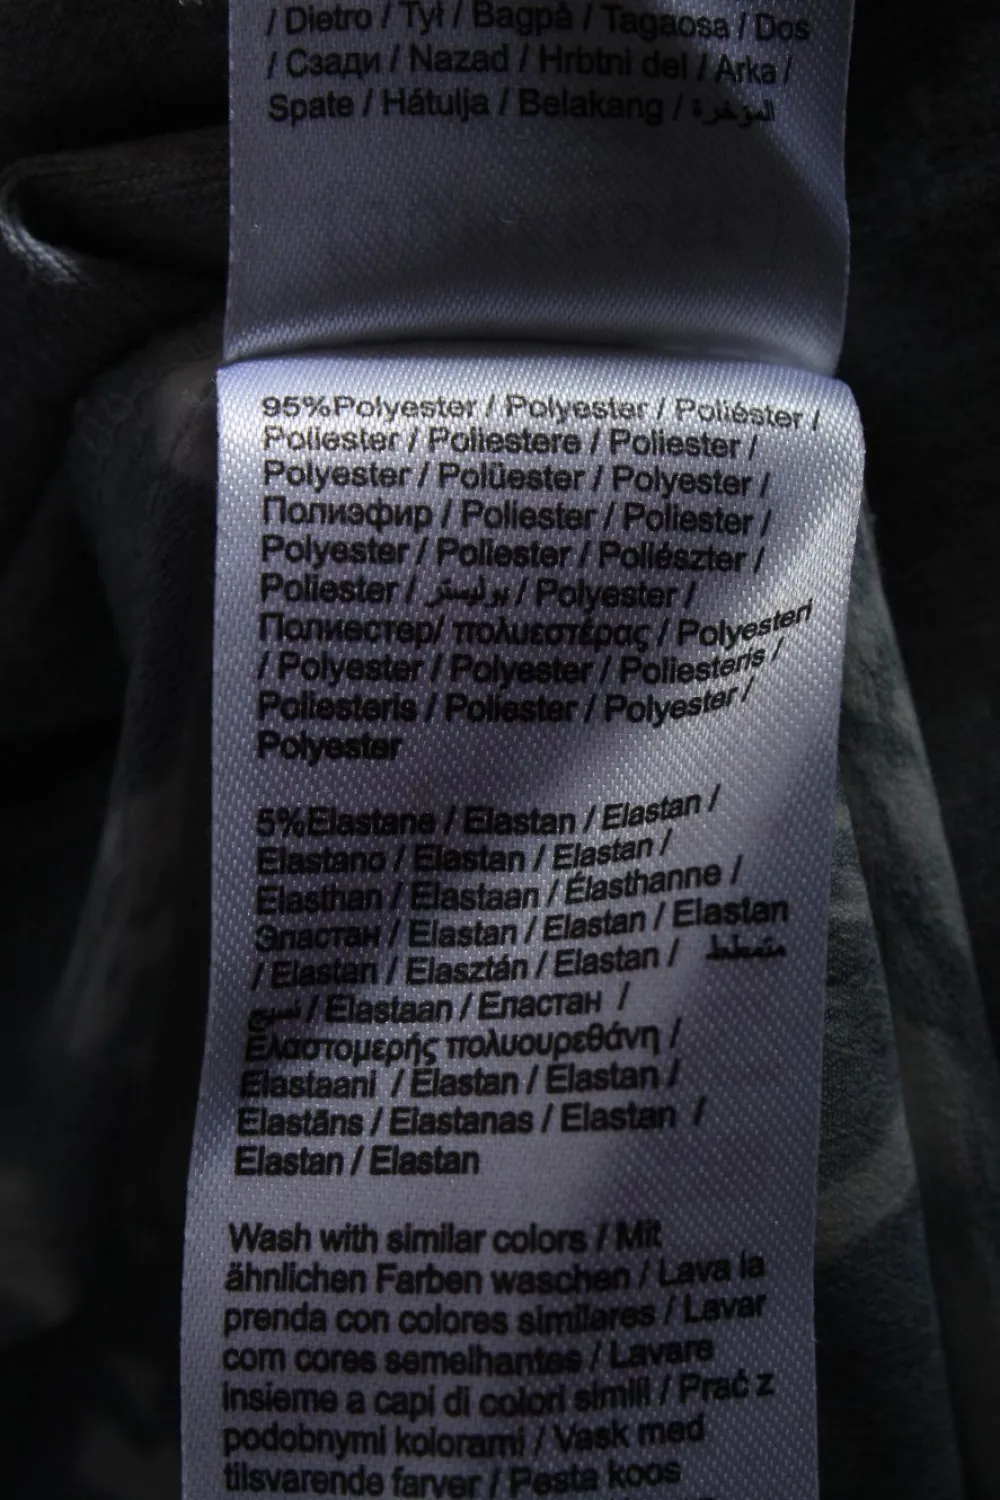 / Dietro / Tył / Bagpå / Tagaosa / Dos
/ Сзади / Nazad / Hrbtni del / Arka /
Spate / Hátulja / Belakang / المؤخرة
95%Polyester / Polyester / Poliéster /
Poliester / Poliestere / Poliester /
Polyester / Polüester / Polyester /
Полиэфир / Poliester / Poliester /
Polyester / Poliester / Poliészter /
Poliester / بوليستر / Polyester /
Полиестер/ πολυεστέρας / Polyesteri
/ Polyester / Polyester / Poliesteris /
Poliesteris / Poliester / Polyester /
Polyester
5%Elastane / Elastan / Elastan /
Elastano / Elastan / Elastan /
Elasthan / Elastaan / Élasthanne /
Эластан / Elastan / Elastan / Elastan
/ Elastan / Elasztán / Elastan / متمطط
نسيج / Elastaan / Еластан /
Ελαστομερής πολυουρεθάνη /
Elastaani / Elastan / Elastan /
Elastāns / Elastanas / Elastan /
Elastan / Elastan
Wash with similar colors / Mit
ähnlichen Farben waschen / Lava la
prenda con colores similares / Lavar
com cores semelhantes / Lavare
insieme a capi di colori simili / Prać z
podobnymi kolorami / Vask med
tilsvarende farver / Pesta koos